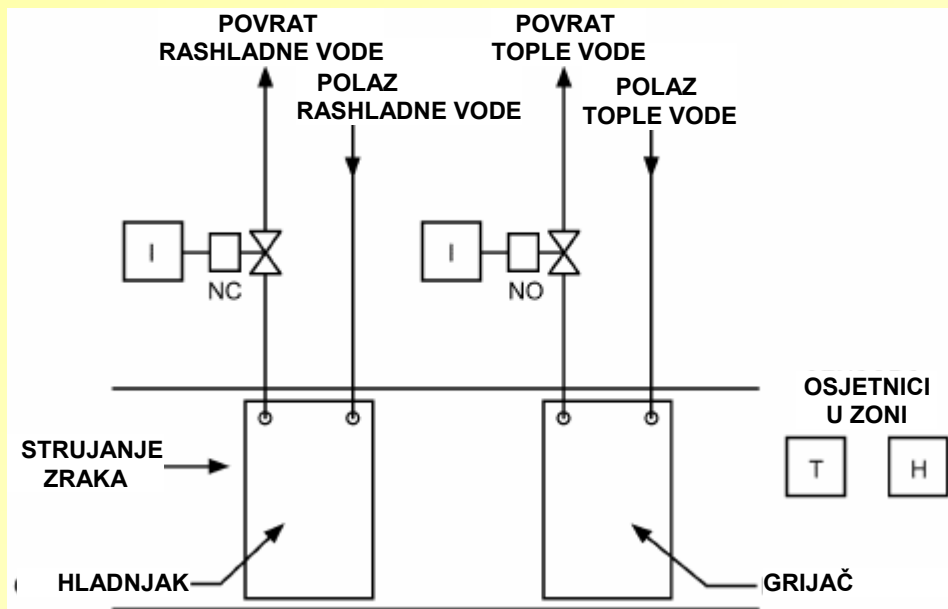 POVRAT
RASHLADNE VODE
POVRAT
TOPLE VODE
POLAZ
RASHLADNE VODE
POLAZ
TOPLE VODE
I
I
NC
NO
OSJETNICI
U ZONI
STRUJANJE
ZRAKA
T
H
HLADNJAK
GRIJAČ